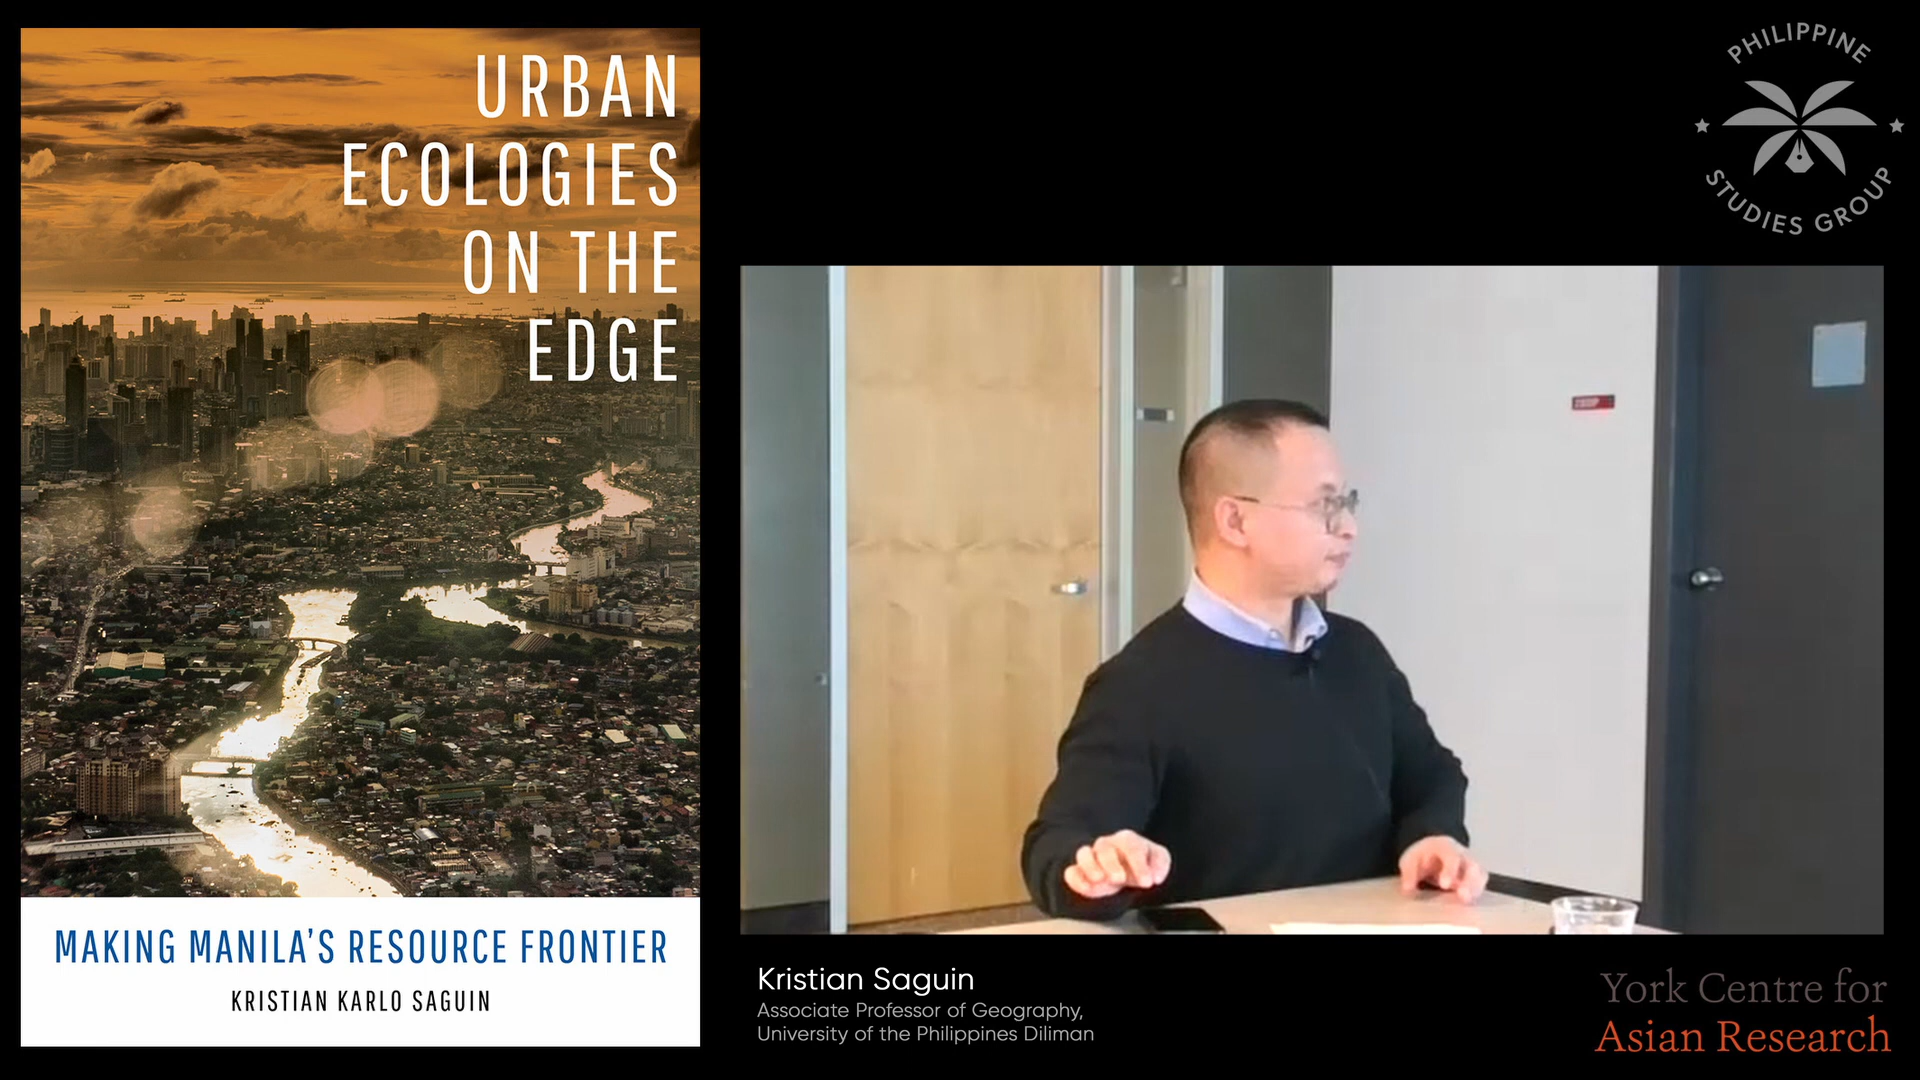 URBAN
ECOLOGIES
ON THE
EDGE
MAKING MANILA'S RESOURCE FRONTIER
KRISTIAN KARLO SAGUIN
PHILIPPINE
STUDIES GROUP
Kristian Saguin
Associate Professor of Geography,
University of the Philippines Diliman
York Centre for
Asian Research